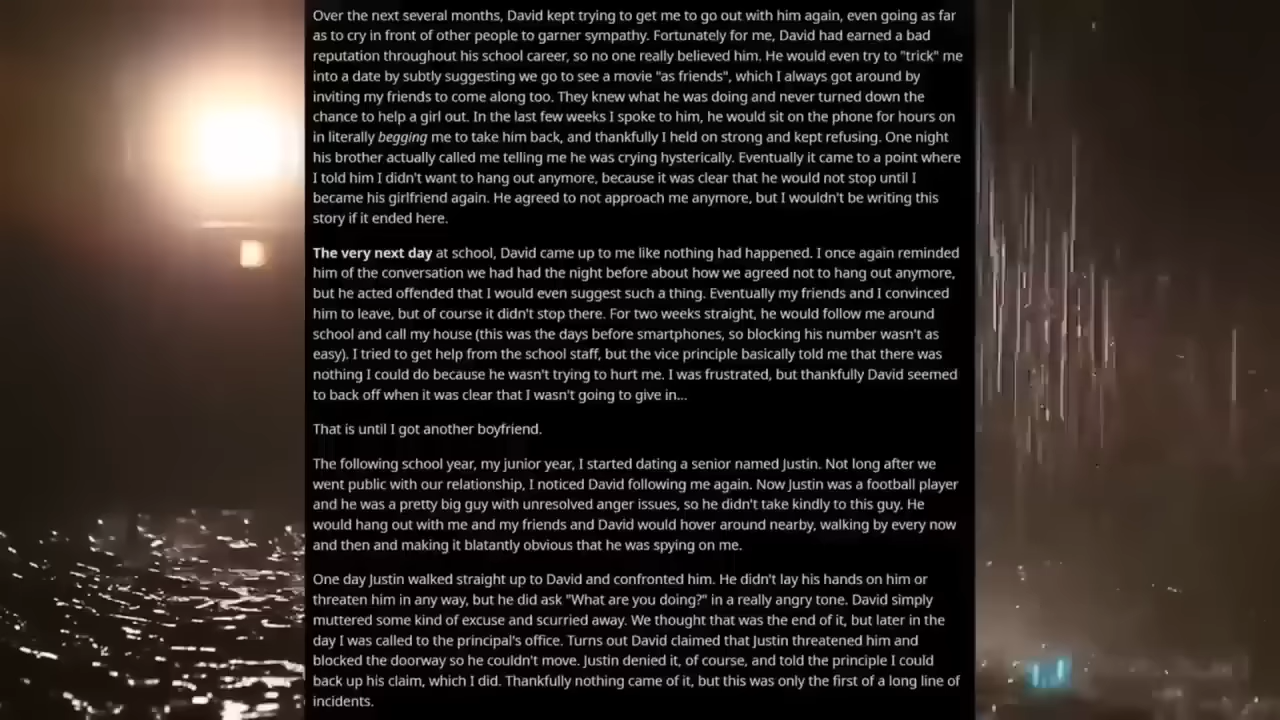 Over the next several months, David kept trying to get me to go out with him again, even going as far
as to cry in front of other people to garner sympathy. Fortunately for me, David had earned a bad
reputation throughout his school career, so no one really believed him. He would even try to "trick" me
into a date by subtly suggesting we go to see a movie "as friends", which I always got around by
inviting my friends to come along too. They knew what he was doing and never turned down the
chance to help a girl out. In the last few weeks I spoke to him, he would sit on the phone for hours on
in literally begging me to take him back, and thankfully I held on strong and kept refusing. One night
his brother actually called me telling me he was crying hysterically. Eventually it came to a point where
I told him I didn't want to hang out anymore, because it was clear that he would not stop until I
became his girlfriend again. He agreed to not approach me anymore, but I wouldn't be writing this
story if it ended here.
The very next day at school, David came up to me like nothing had happened. I once again reminded
him of the conversation we had had the night before about how we agreed not to hang out anymore,
but he acted offended that I would even suggest such a thing. Eventually my friends and I convinced
him to leave, but of course it didn't stop there. For two weeks straight, he would follow me around
school and call my house (this was the days before smartphones, so blocking his number wasn't as
easy). I tried to get help from the school staff, but the vice principle basically told me that there was
nothing I could do because he wasn't trying to hurt me. I was frustrated, but thankfully David seemed
to back off when it was clear that I wasn't going to give in...
That is until I got another boyfriend.
The following school year, my junior year, I started dating a senior named Justin. Not long after we
went public with our relationship, I noticed David following me again. Now Justin was a football player
and he was a pretty big guy with unresolved anger issues, so he didn't take kindly to this guy. He
would hang out with me and my friends and David would hover around nearby, walking by every now
and then and making it blatantly obvious that he was spying on me.
One day Justin walked straight up to David and confronted him. He didn't lay his hands on him or
threaten him in any way, but he did ask "What are you doing?" in a really angry tone. David simply
muttered some kind of excuse and scurried away. We thought that was the end of it, but later in the
day I was called to the principal's office. Turns out David claimed that Justin threatened him and
blocked the doorway so he couldn't move. Justin denied it, of course, and told the principle I could
back up his claim, which I did. Thankfully nothing came of it, but this was only the first of a long line of
incidents.